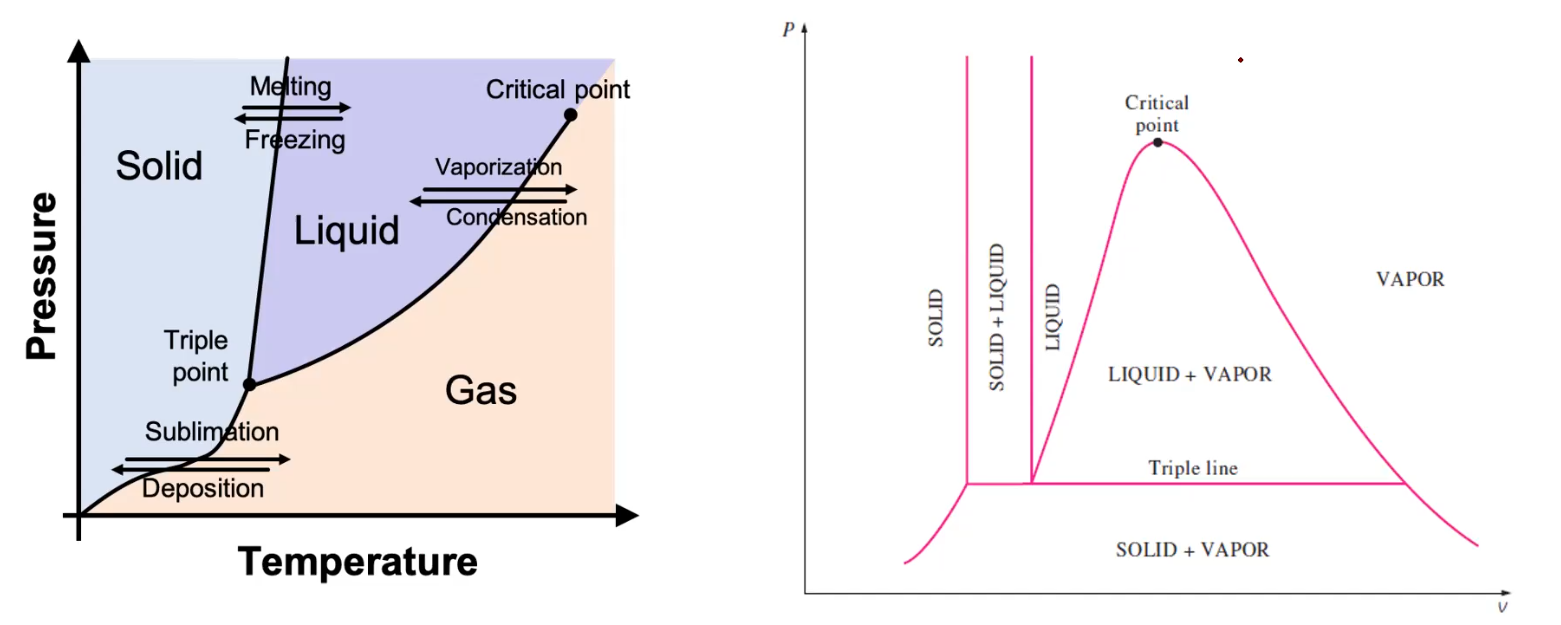 Melting
Freezing
Critical point
Solid
Vaporization
Condensation
Liquid
Pressure
Triple
point
Gas
Sublimation
Deposition
Temperature
P
Critical
point
SOLID
SOLID + LIQUID
LIQUID
VAPOR
LIQUID + VAPOR
Triple line
SOLID + VAPOR
v